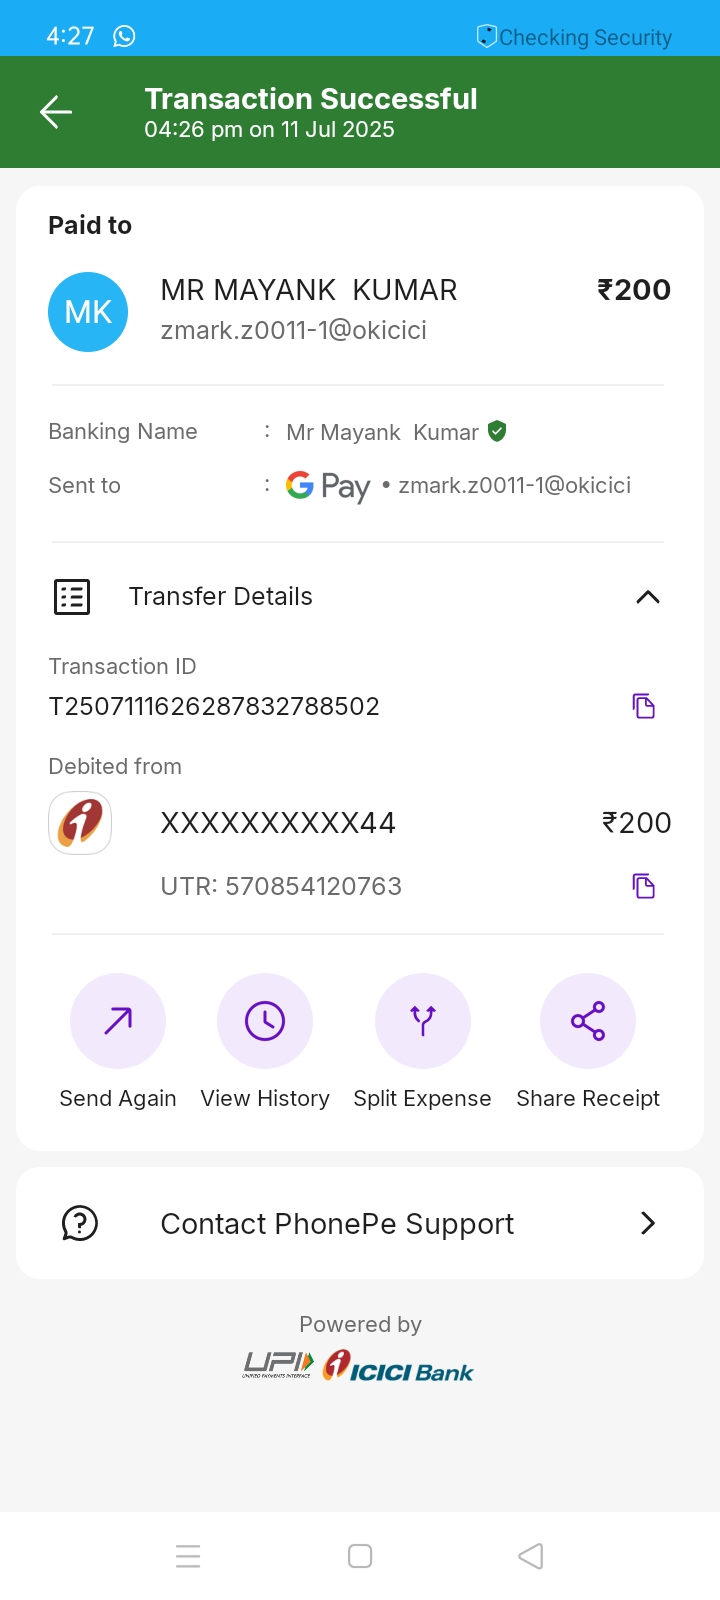 4:27 Checking Security
Transaction Successful
04:26 pm on 11 Jul 2025
Paid to
MK MR MAYANK KUMAR ₹200
zmark.z0011-1@okicici
Banking Name : Mr Mayank Kumar
Sent to : G Pay • zmark.z0011-1@okicici
Transfer Details
Transaction ID
T2507111626287832788502
Debited from
XXXXXXXXXX44 ₹200
UTR: 570854120763
Send Again View History Split Expense Share Receipt
Contact PhonePe Support
Powered by
UPI ICICI Bank
UNIFIED PAYMENTS INTERFACE